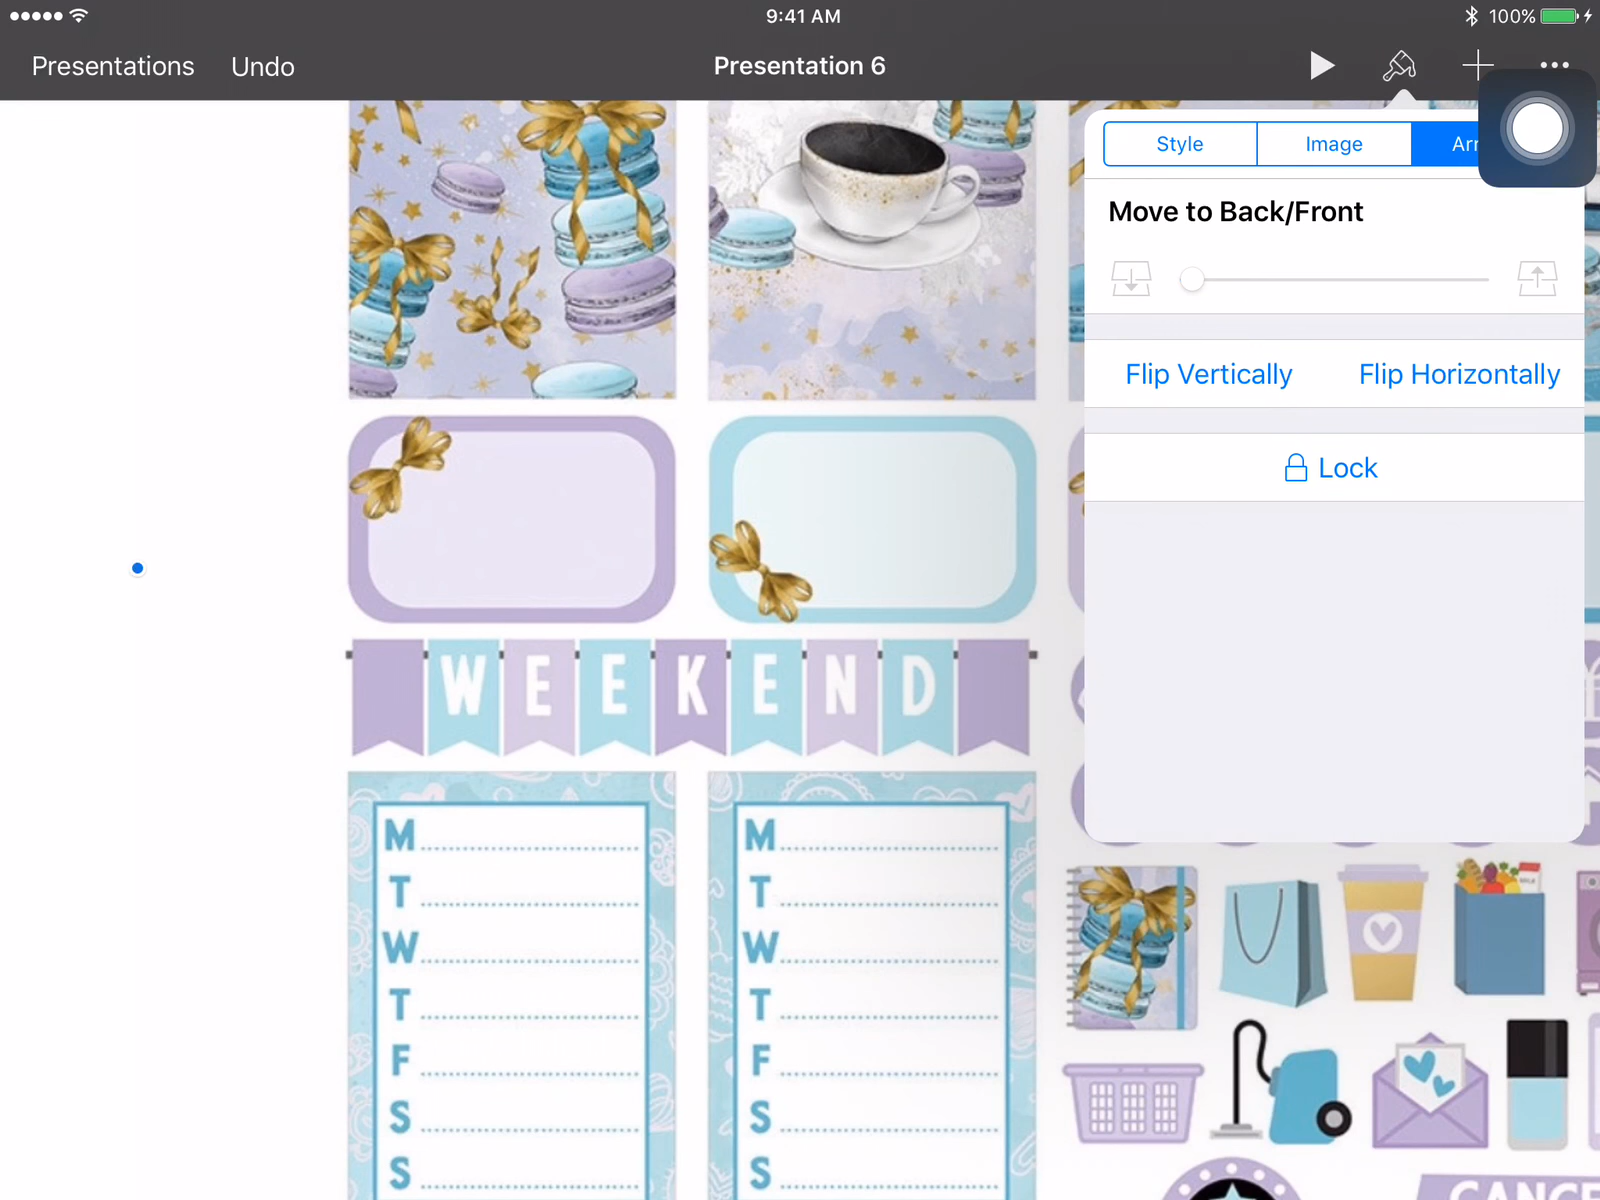 9:41 AM
100%
Presentations
Undo
Presentation 6
Style
Image
Move to Back/Front
Flip Vertically
Flip Horizontally
Lock
WEEKEND
M
T
W
T
F
S
S
M
T
W
T
F
S
S